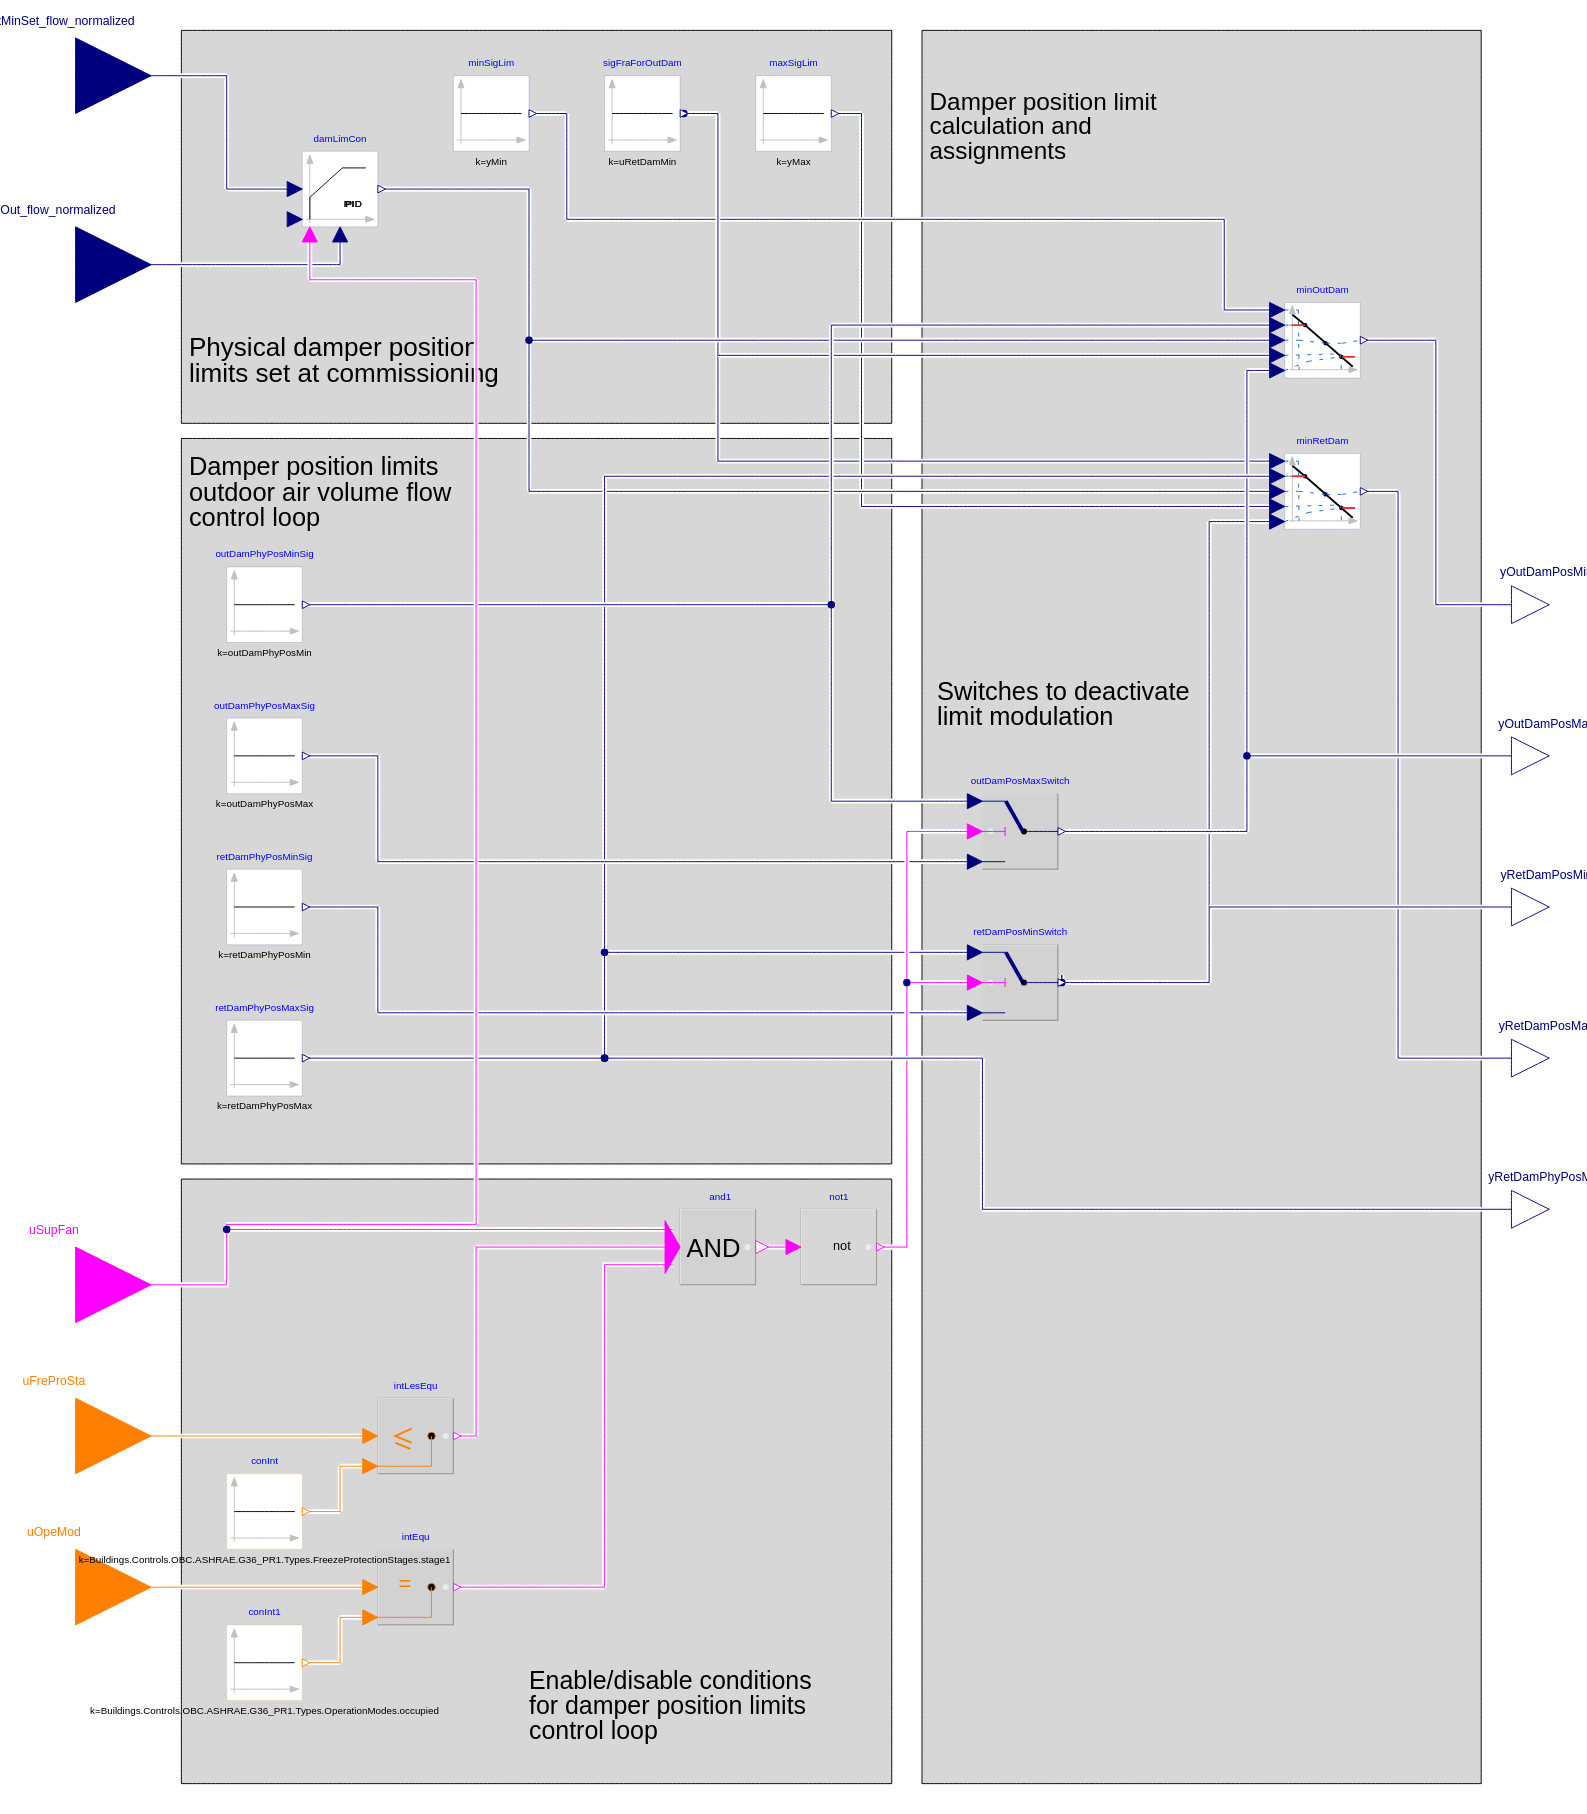 tMinSet_flow_normalized
minSigLim
sigFraForOutDam
maxSigLim
k=yMin
k=uRetDamMin
k=yMax
damLimCon
PID
Out_flow_normalized
Physical damper position
limits set at commissioning
Damper position limit
calculation and
assignments
minOutDam
minRetDam
Damper position limits
outdoor air volume flow
control loop
outDamPhyPosMinSig
k=outDamPhyPosMin
outDamPhyPosMaxSig
k=outDamPhyPosMax
retDamPhyPosMinSig
k=retDamPhyPosMin
retDamPhyPosMaxSig
k=retDamPhyPosMax
Switches to deactivate
limit modulation
outDamPosMaxSwitch
retDamPosMinSwitch
yOutDamPosMin
yOutDamPosMa
yRetDamPosMin
yRetDamPosMa
yRetDamPhyPosM
uSupFan
and1
AND
not1
not
uFreProSta
intLesEqu
≤
conInt
k=Buildings.Controls.OBC.ASHRAE.G36_PR1.Types.FreezeProtectionStages.stage1
uOpeMod
intEqu
=
conInt1
k=Buildings.Controls.OBC.ASHRAE.G36_PR1.Types.OperationModes.occupied
Enable/disable conditions
for damper position limits
control loop